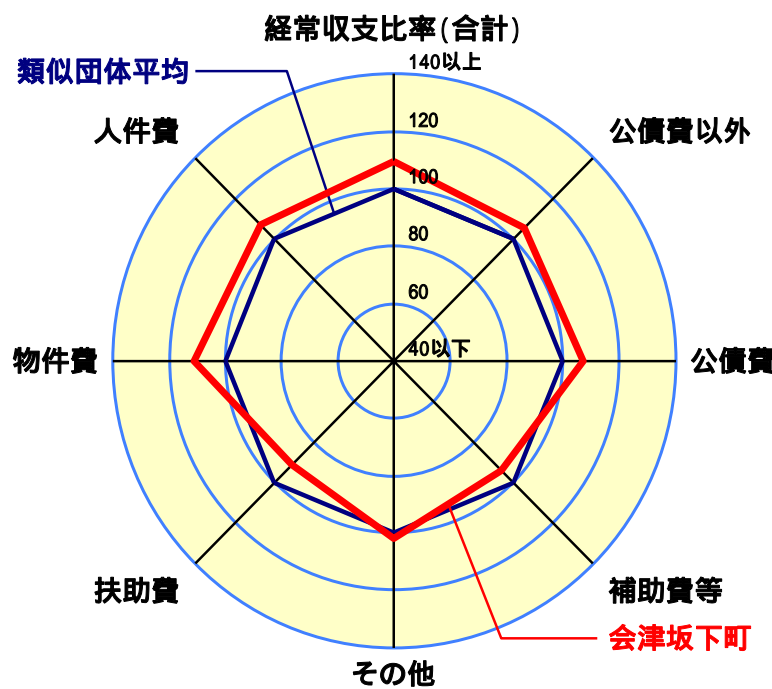 経常収支比率(合計)
類似団体平均
140以上
人件費
120
公債費以外
100
80
60
40以下
物件費
公債費
扶助費
補助費等
会津坂下町
その他